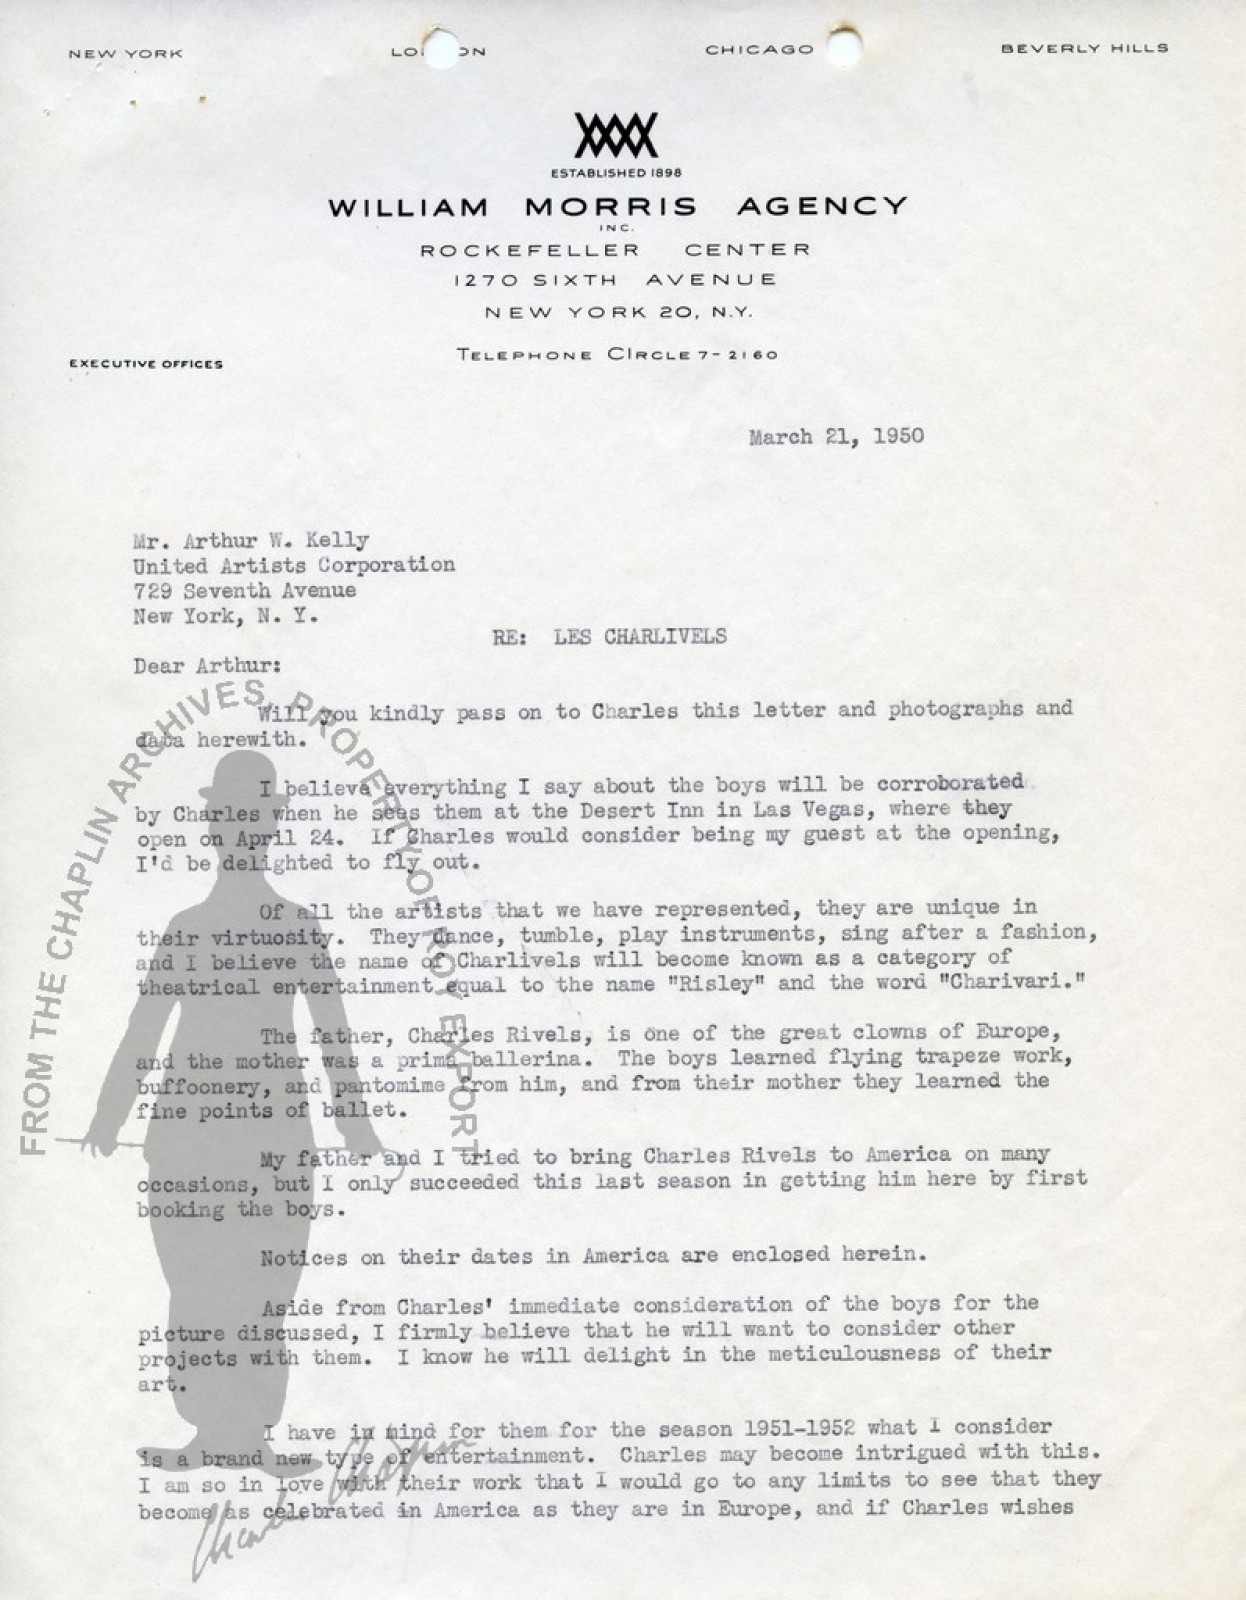 NEW YORK LONDON CHICAGO BEVERLY HILLS
ESTABLISHED 1898
WILLIAM MORRIS AGENCY
INC.
ROCKEFELLER CENTER
1270 SIXTH AVENUE
NEW YORK 20, N.Y.
TELEPHONE CIRCLE 7-2160
EXECUTIVE OFFICES
March 21, 1950
Mr. Arthur W. Kelly
United Artists Corporation
729 Seventh Avenue
New York, N. Y.
RE: LES CHARLIVELS
Dear Arthur:
Will you kindly pass on to Charles this letter and photographs and
data herewith.
I believe everything I say about the boys will be corroborated
by Charles when he sees them at the Desert Inn in Las Vegas, where they
open on April 24. If Charles would consider being my guest at the opening,
I'd be delighted to fly out.
Of all the artists that we have represented, they are unique in
their virtuosity. They dance, tumble, play instruments, sing after a fashion,
and I believe the name of Charlivels will become known as a category of
theatrical entertainment equal to the name "Risley" and the word "Charivari."
The father, Charles Rivels, is one of the great clowns of Europe,
and the mother was a prima ballerina. The boys learned flying trapeze work,
buffoonery, and pantomime from him, and from their mother they learned the
fine points of ballet.
My father and I tried to bring Charles Rivels to America on many
occasions, but I only succeeded this last season in getting him here by first
booking the boys.
Notices on their dates in America are enclosed herein.
Aside from Charles' immediate consideration of the boys for the
picture discussed, I firmly believe that he will want to consider other
projects with them. I know he will delight in the meticulousness of their
art.
I have in mind for them for the season 1951-1952 what I consider
is a brand new type of entertainment. Charles may become intrigued with this.
I am so in love with their work that I would go to any limits to see that they
become as celebrated in America as they are in Europe, and if Charles wishes
FROM THE CHAPLIN ARCHIVES, PROPERTY OF ROY EXPORT
Charles Chaplin